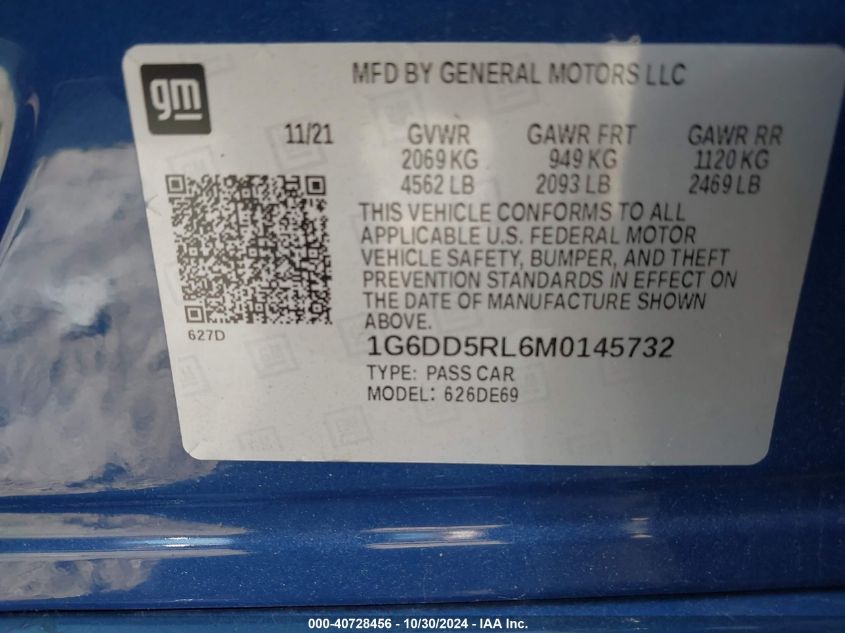 gm
MFD BY GENERAL MOTORS LLC
11/21 GVWR GAWR FRT GAWR RR
2069 KG 949 KG 1120 KG
4562 LB 2093 LB 2469 LB
THIS VEHICLE CONFORMS TO ALL
APPLICABLE U.S. FEDERAL MOTOR
VEHICLE SAFETY, BUMPER, AND THEFT
PREVENTION STANDARDS IN EFFECT ON
THE DATE OF MANUFACTURE SHOWN
ABOVE.
627D
1G6DD5RL6M0145732
TYPE: PASS CAR
MODEL: 626DE69
000-40728456 - 10/30/2024 - IAA Inc.